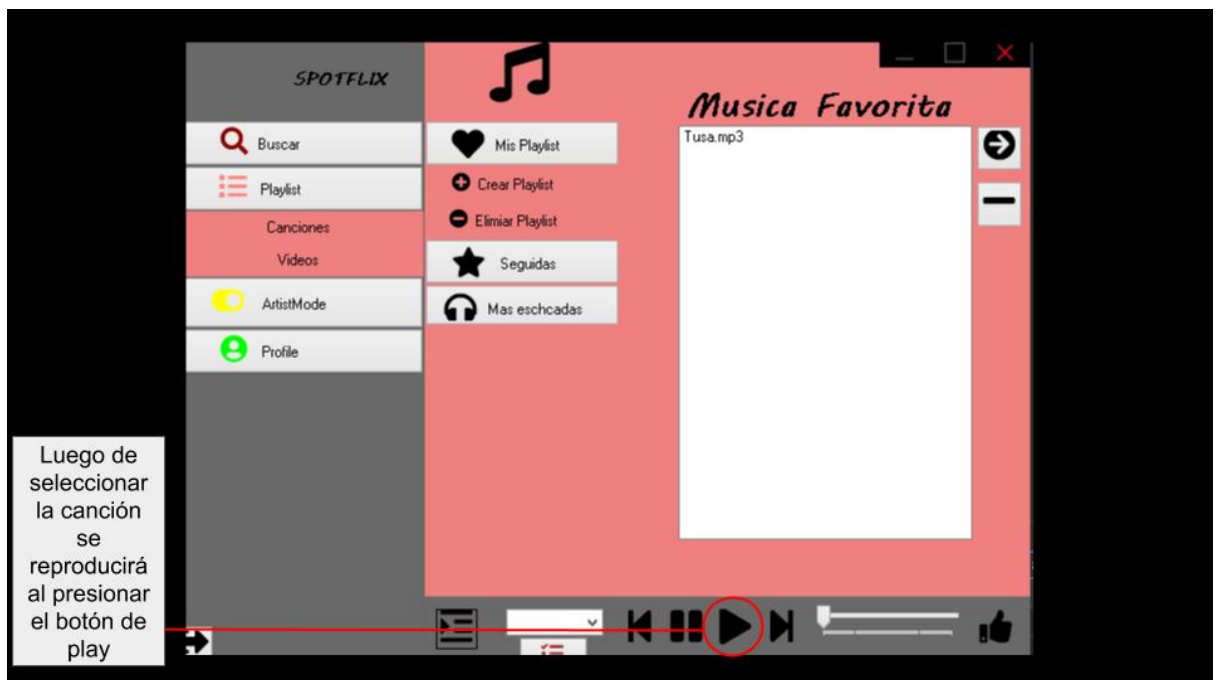 SPOTFLIX
Buscar
Playlist
Canciones
Videos
ArtistMode
Profile
Mis Playlist
Crear Playlist
Elimiar Playlist
Seguidas
Mas eschcadas
Musica Favorita
Tusa.mp3
Luego de
seleccionar
la canción
se
reproducirá
al presionar
el botón de
play